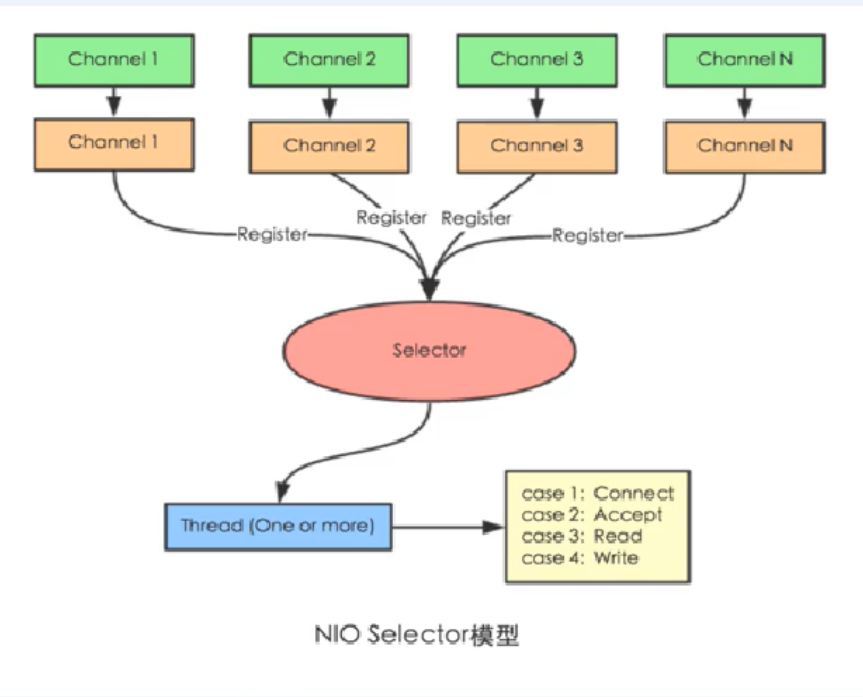 Channel 1
Channel 2
Channel 3
Channel N
Channel 1
Channel 2
Channel 3
Channel N
Register
Register
Register
Register
Selector
Thread (One or more)
case 1: Connect
case 2: Accept
case 3: Read
case 4: Write
NIO Selector模型